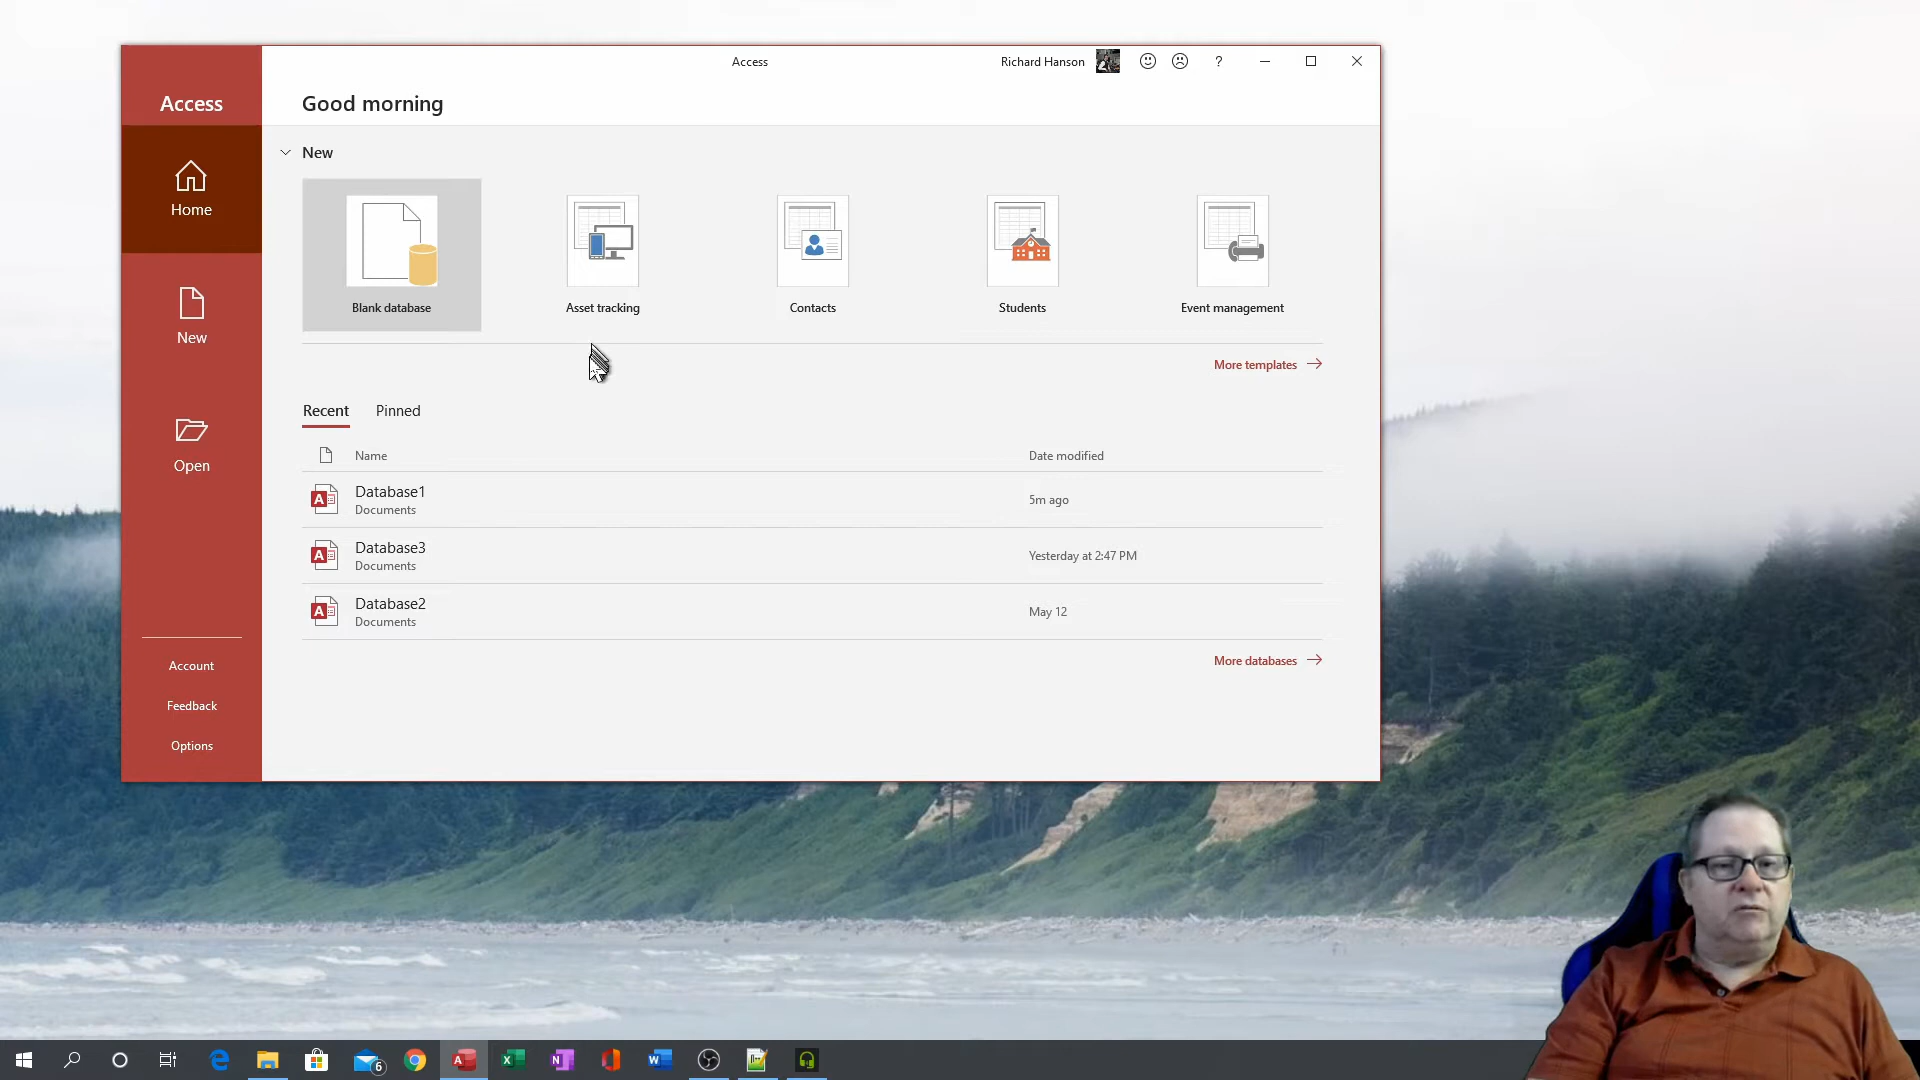 Access
Richard Hanson
?
Access
Good morning
Home
New
Open
Account
Feedback
Options
New
Blank database
Asset tracking
Contacts
Students
Event management
More templates
Recent
Pinned
Name
Date modified
A
Database1
Documents
5m ago
A
Database3
Documents
Yesterday at 2:47 PM
A
Database2
Documents
May 12
More databases
6
A
X
N
W